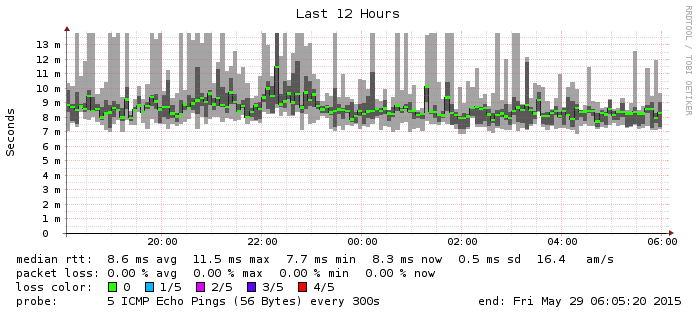 Last 12 Hours
RRDTOOL / TOBI OETIKER
Seconds
13 m
12 m
11 m
10 m
9 m
8 m
7 m
6 m
5 m
4 m
3 m
2 m
1 m
0
20:00 22:00 00:00 02:00 04:00 06:00
median rtt: 8.6 ms avg 11.5 ms max 7.7 ms min 8.3 ms now 0.5 ms sd 16.4 am/s
packet loss: 0.00 % avg 0.00 % max 0.00 % min 0.00 % now
loss color: 0 1/5 2/5 3/5 4/5
probe: 5 ICMP Echo Pings (56 Bytes) every 300s end: Fri May 29 06:05:20 2015